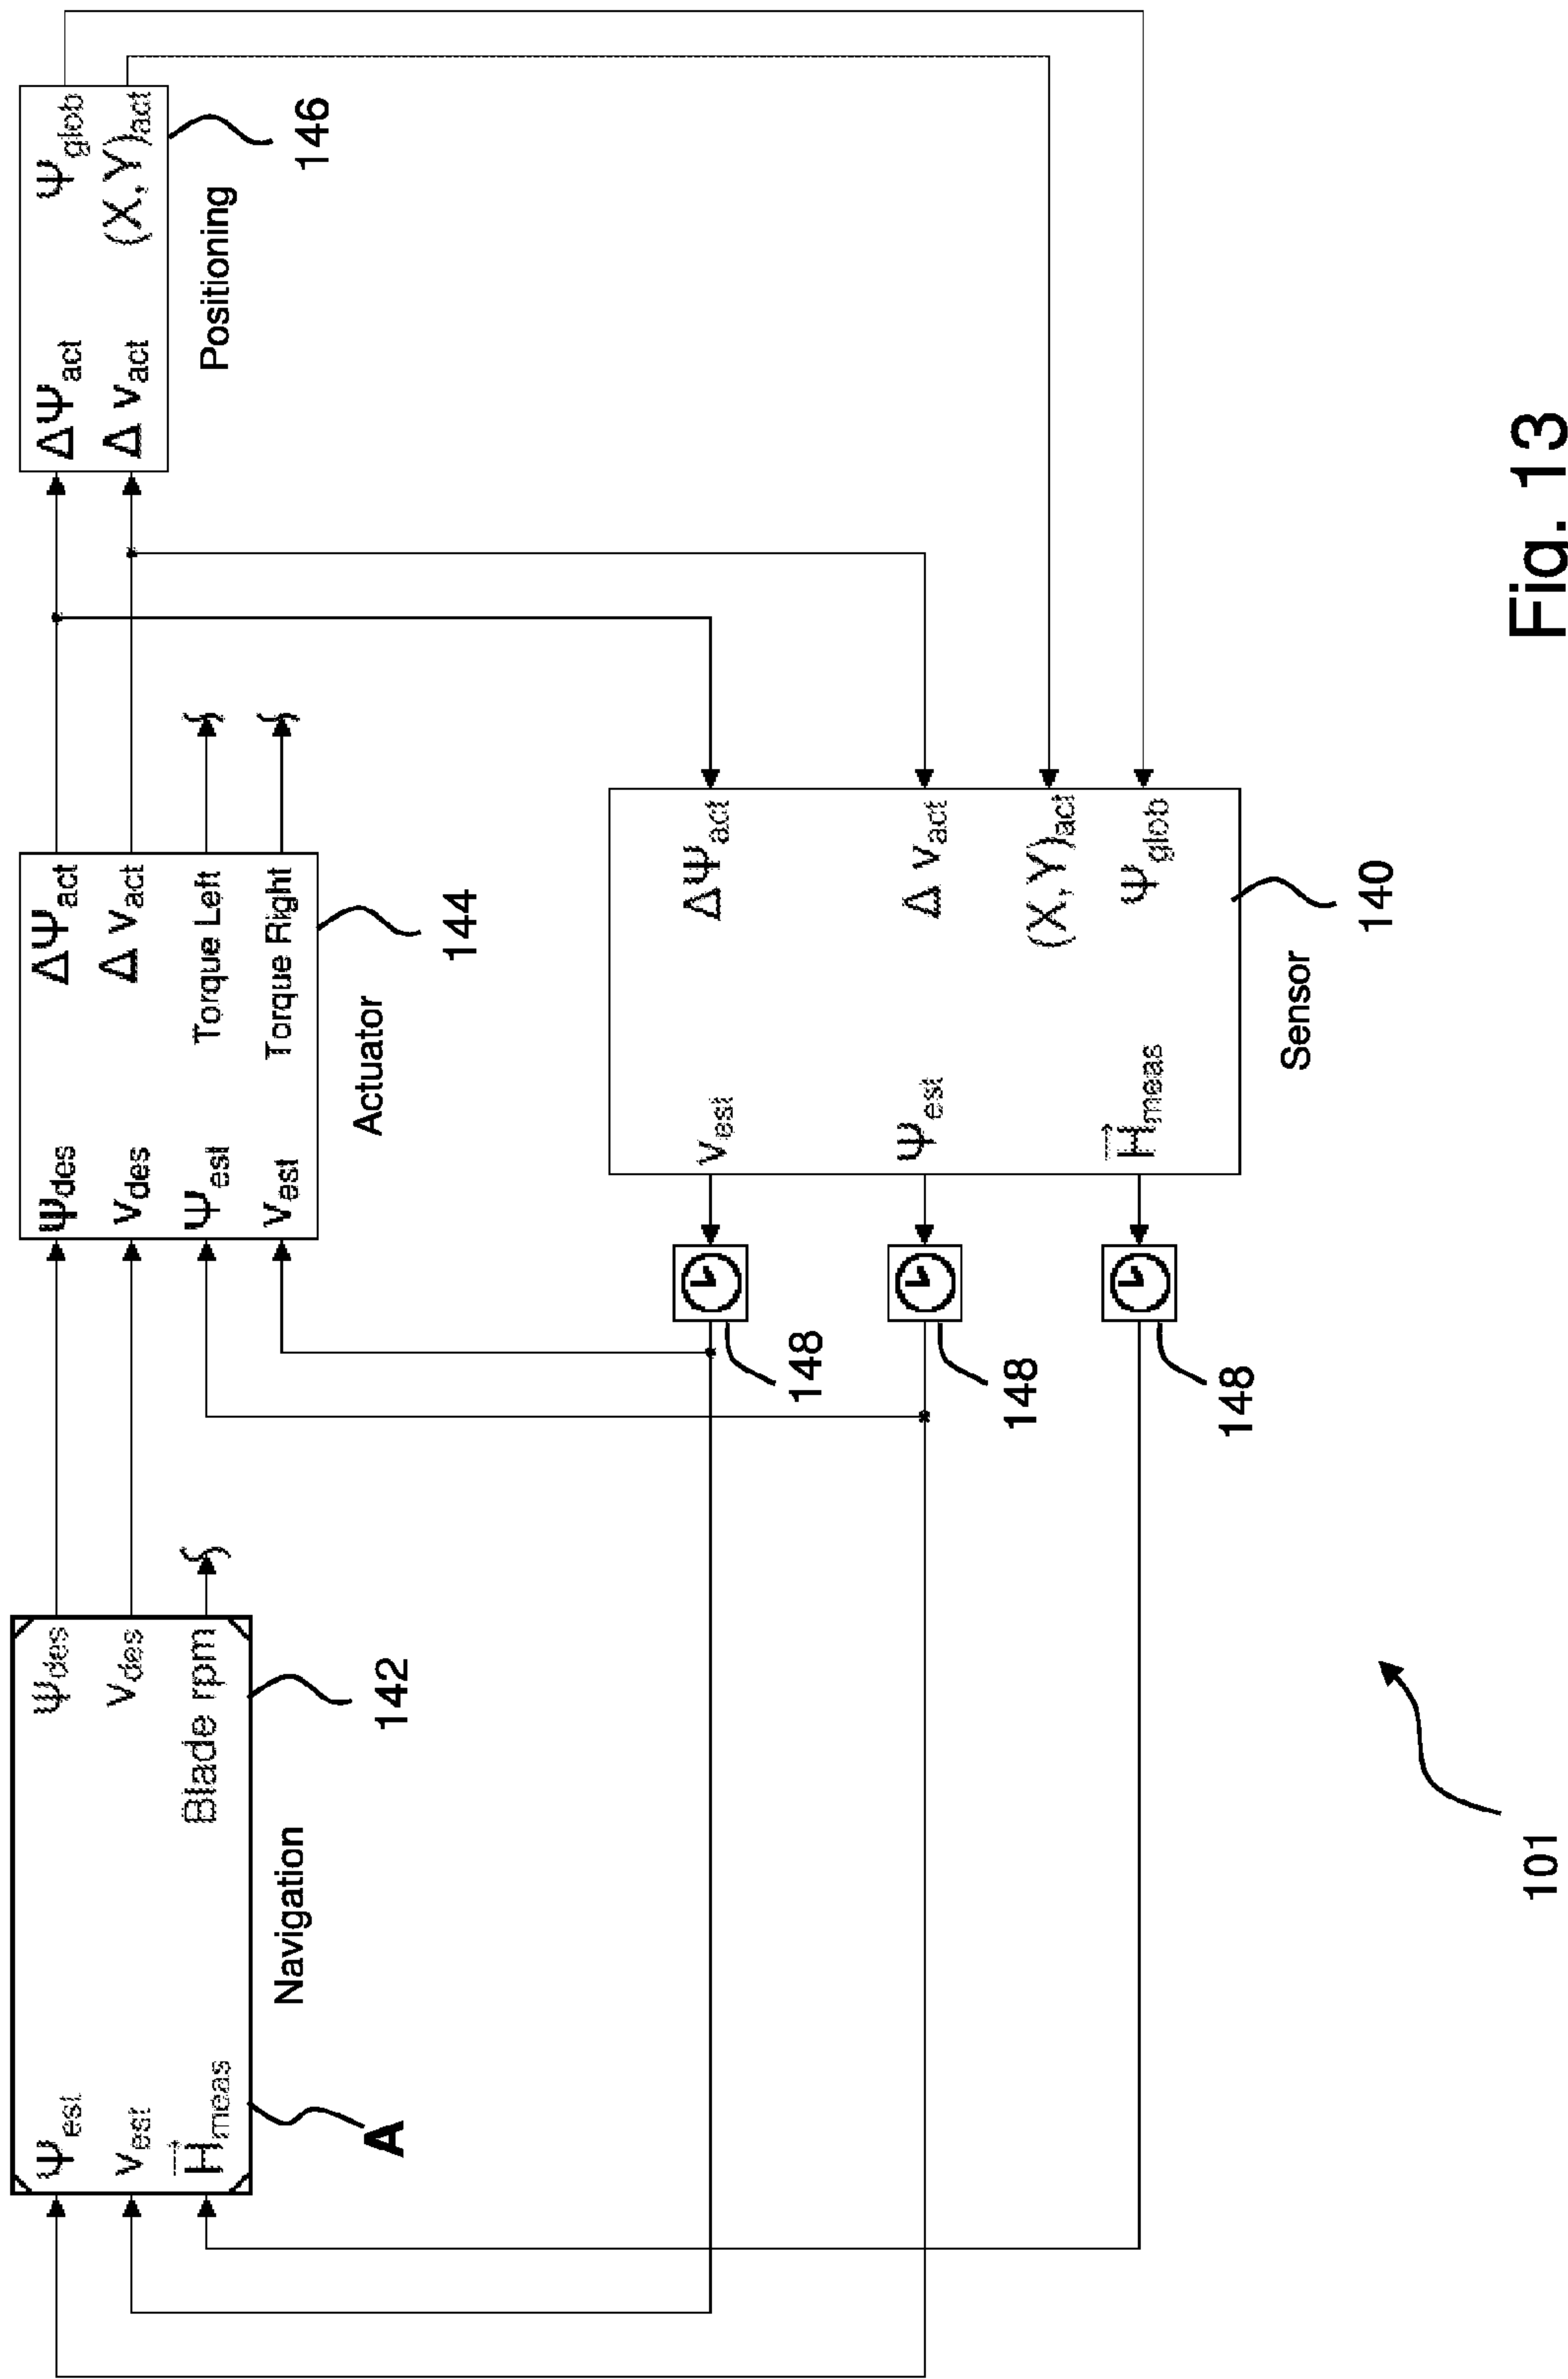 Ψest
vest
H→meas
Ψdes
vdes
Blade rpm
Navigation
142
A
Ψdes
vdes
Ψest
vest
ΔΨact
Δ vact
Torque Left
Torque Right
Actuator
144
ΔΨact
Δ vact
Ψglob
(X,Y)act
Positioning
146
vest
Ψest
H→meas
ΔΨact
Δ vact
(X,Y)act
Ψglob
Sensor
140
148
148
148
101
Fig. 13